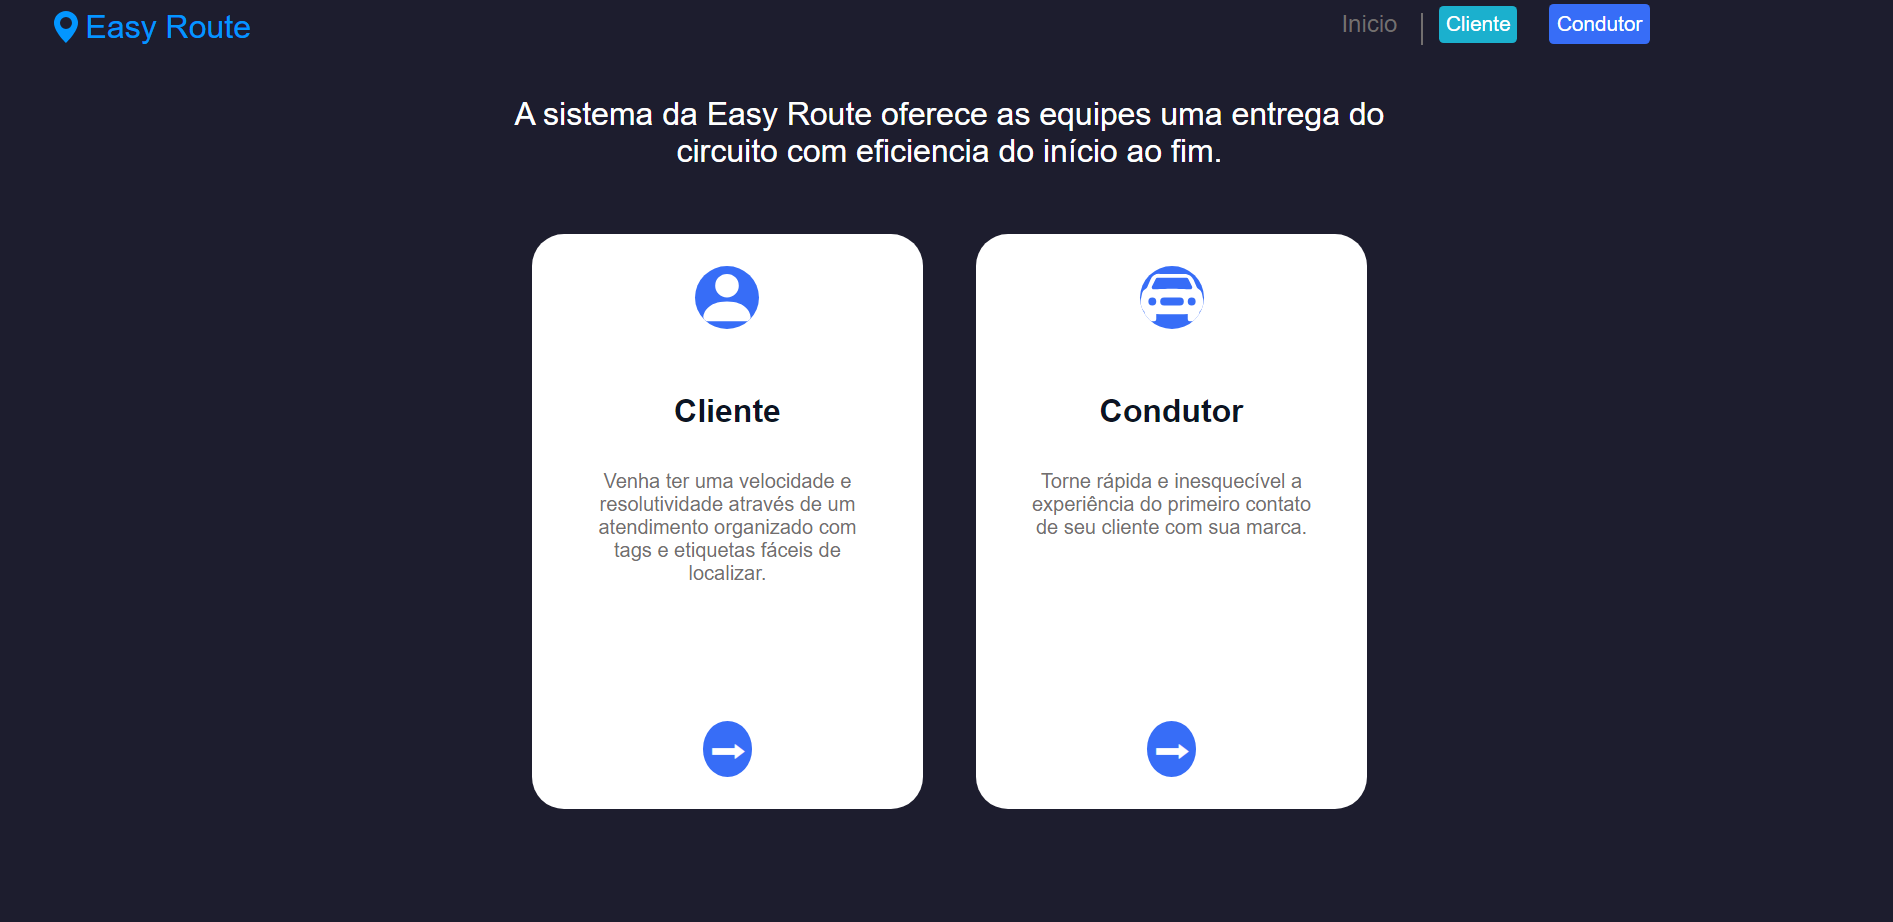 Easy Route
Inicio
Cliente
Condutor
A sistema da Easy Route oferece as equipes uma entrega do
circuito com eficiencia do início ao fim.
Cliente
Venha ter uma velocidade e
resolutividade através de um
atendimento organizado com
tags e etiquetas fáceis de
localizar.
Condutor
Torne rápida e inesquecível a
experiência do primeiro contato
de seu cliente com sua marca.